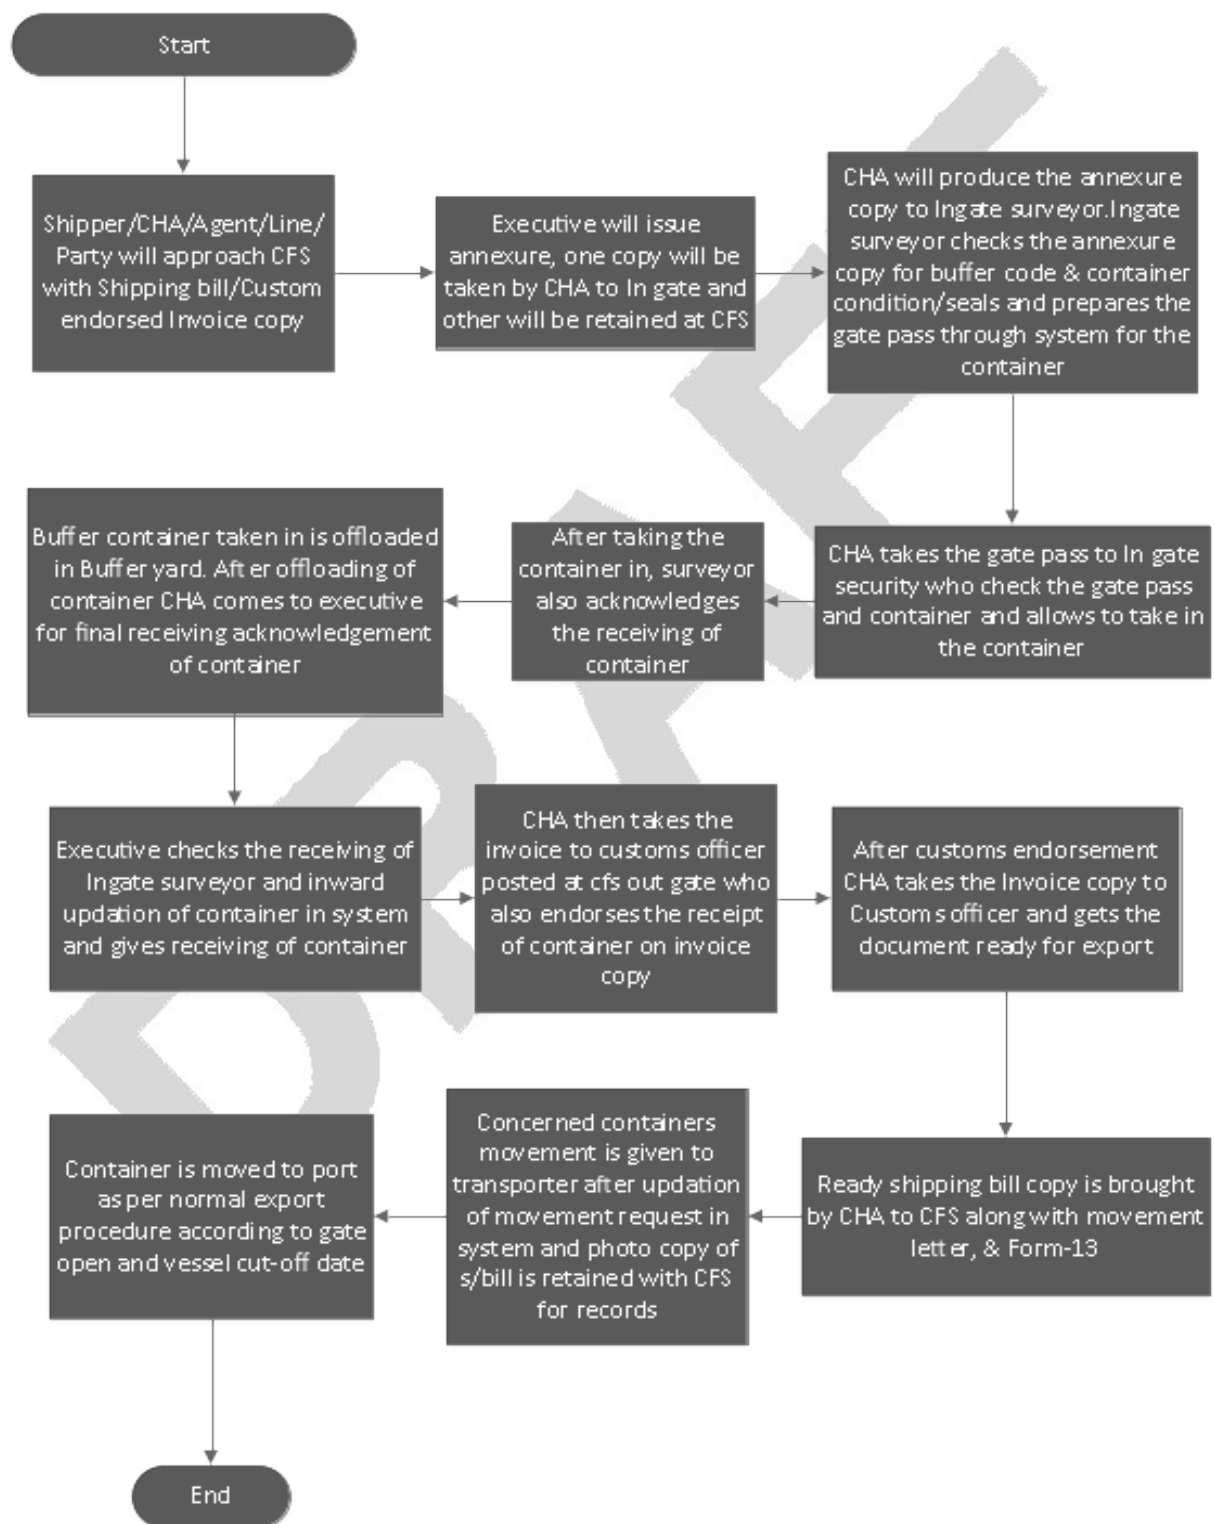 Start
Shipper/CHA/Agent/Line/
Party will approach CFS
with Shipping bill/Custom
endorsed Invoice copy
Executive will issue
annexure, one copy will be
taken by CHA to In gate and
other will be retained at CFS
CHA will produce the annexure
copy to Ingate surveyor.Ingate
surveyor checks the annexure
copy for buffer code & container
condition/seals and prepares the
gate pass through system for the
container
CHA takes the gate pass to In gate
security who check the gate pass
and container and allows to take in
the container
After taking the
container in, surveyor
also acknowledges
the receiving of
container
Buffer container taken in is offloaded
in Buffer yard. After offloading of
container CHA comes to executive
for final receiving acknowledgement
of container
Executive checks the receiving of
Ingate surveyor and inward
updation of container in system
and gives receiving of container
CHA then takes the
invoice to customs officer
posted at cfs out gate who
also endorses the receipt
of container on invoice
copy
After customs endorsement
CHA takes the Invoice copy to
Customs officer and gets the
document ready for export
Ready shipping bill copy is brought
by CHA to CFS along with movement
letter, & Form-13
Concerned containers
movement is given to
transporter after updation
of movement request in
system and photo copy of
s/bill is retained with CFS
for records
Container is moved to port
as per normal export
procedure according to gate
open and vessel cut-off date
End
DRAFT